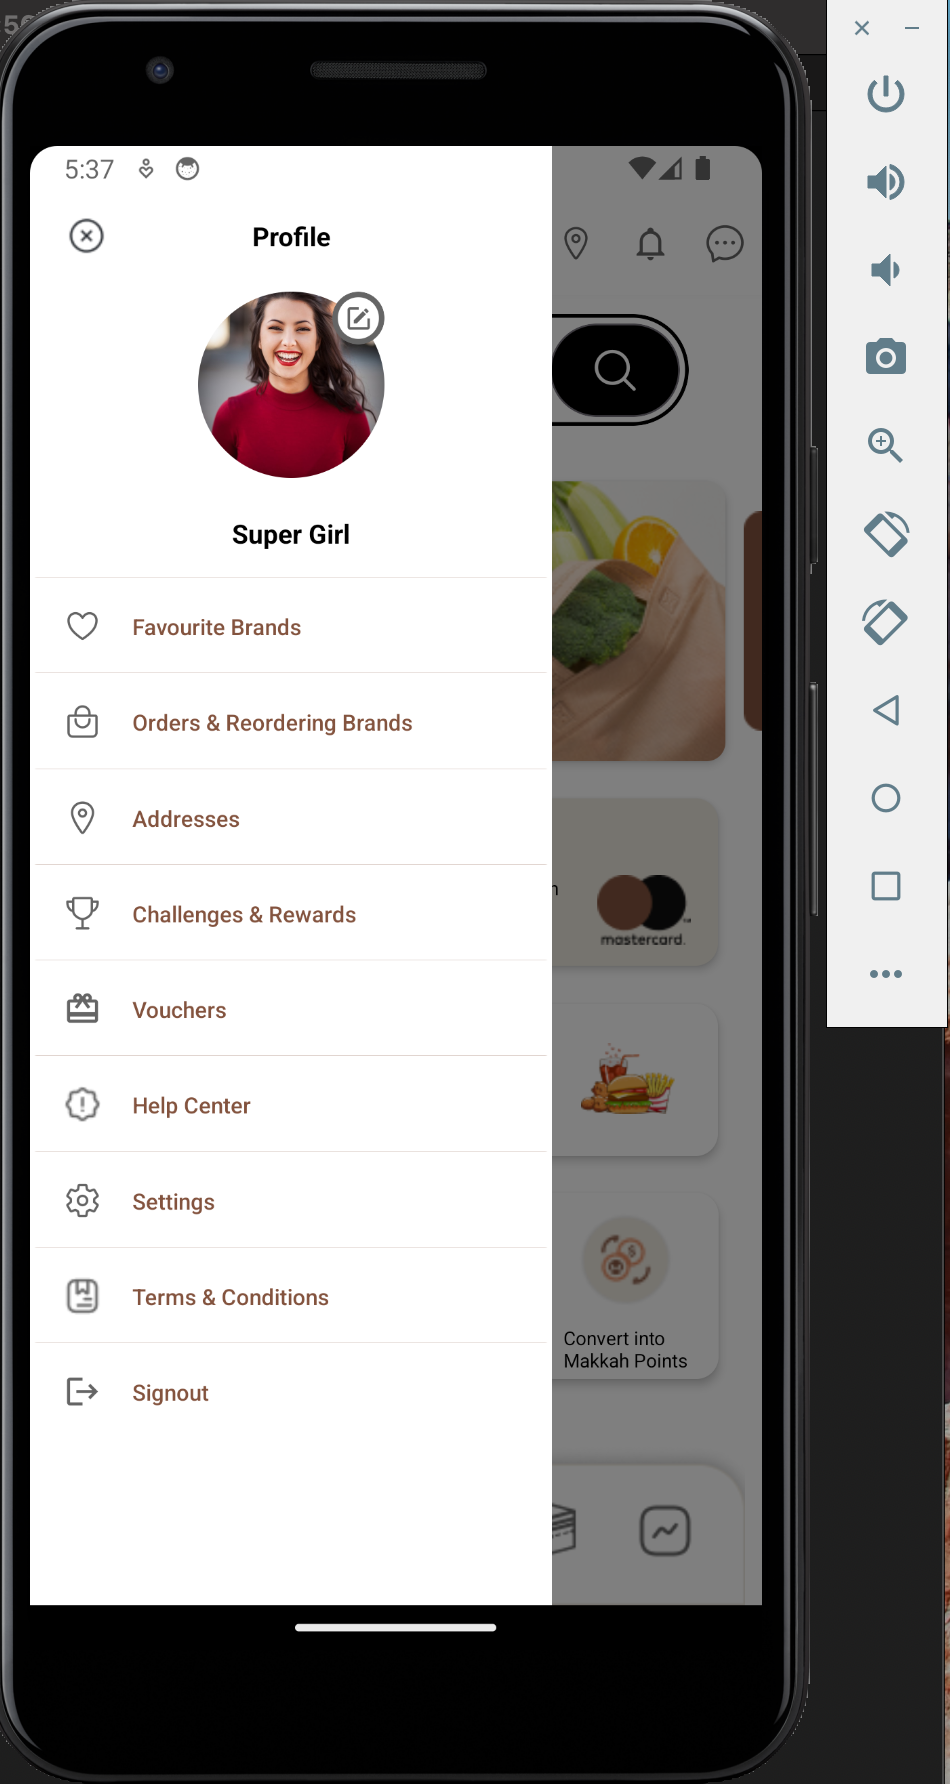 5:37
Profile
Super Girl
Favourite Brands
Orders & Reordering Brands
Addresses
Challenges & Rewards
Vouchers
Help Center
Settings
Terms & Conditions
Signout
mastercard.
Convert into
Makkah Points